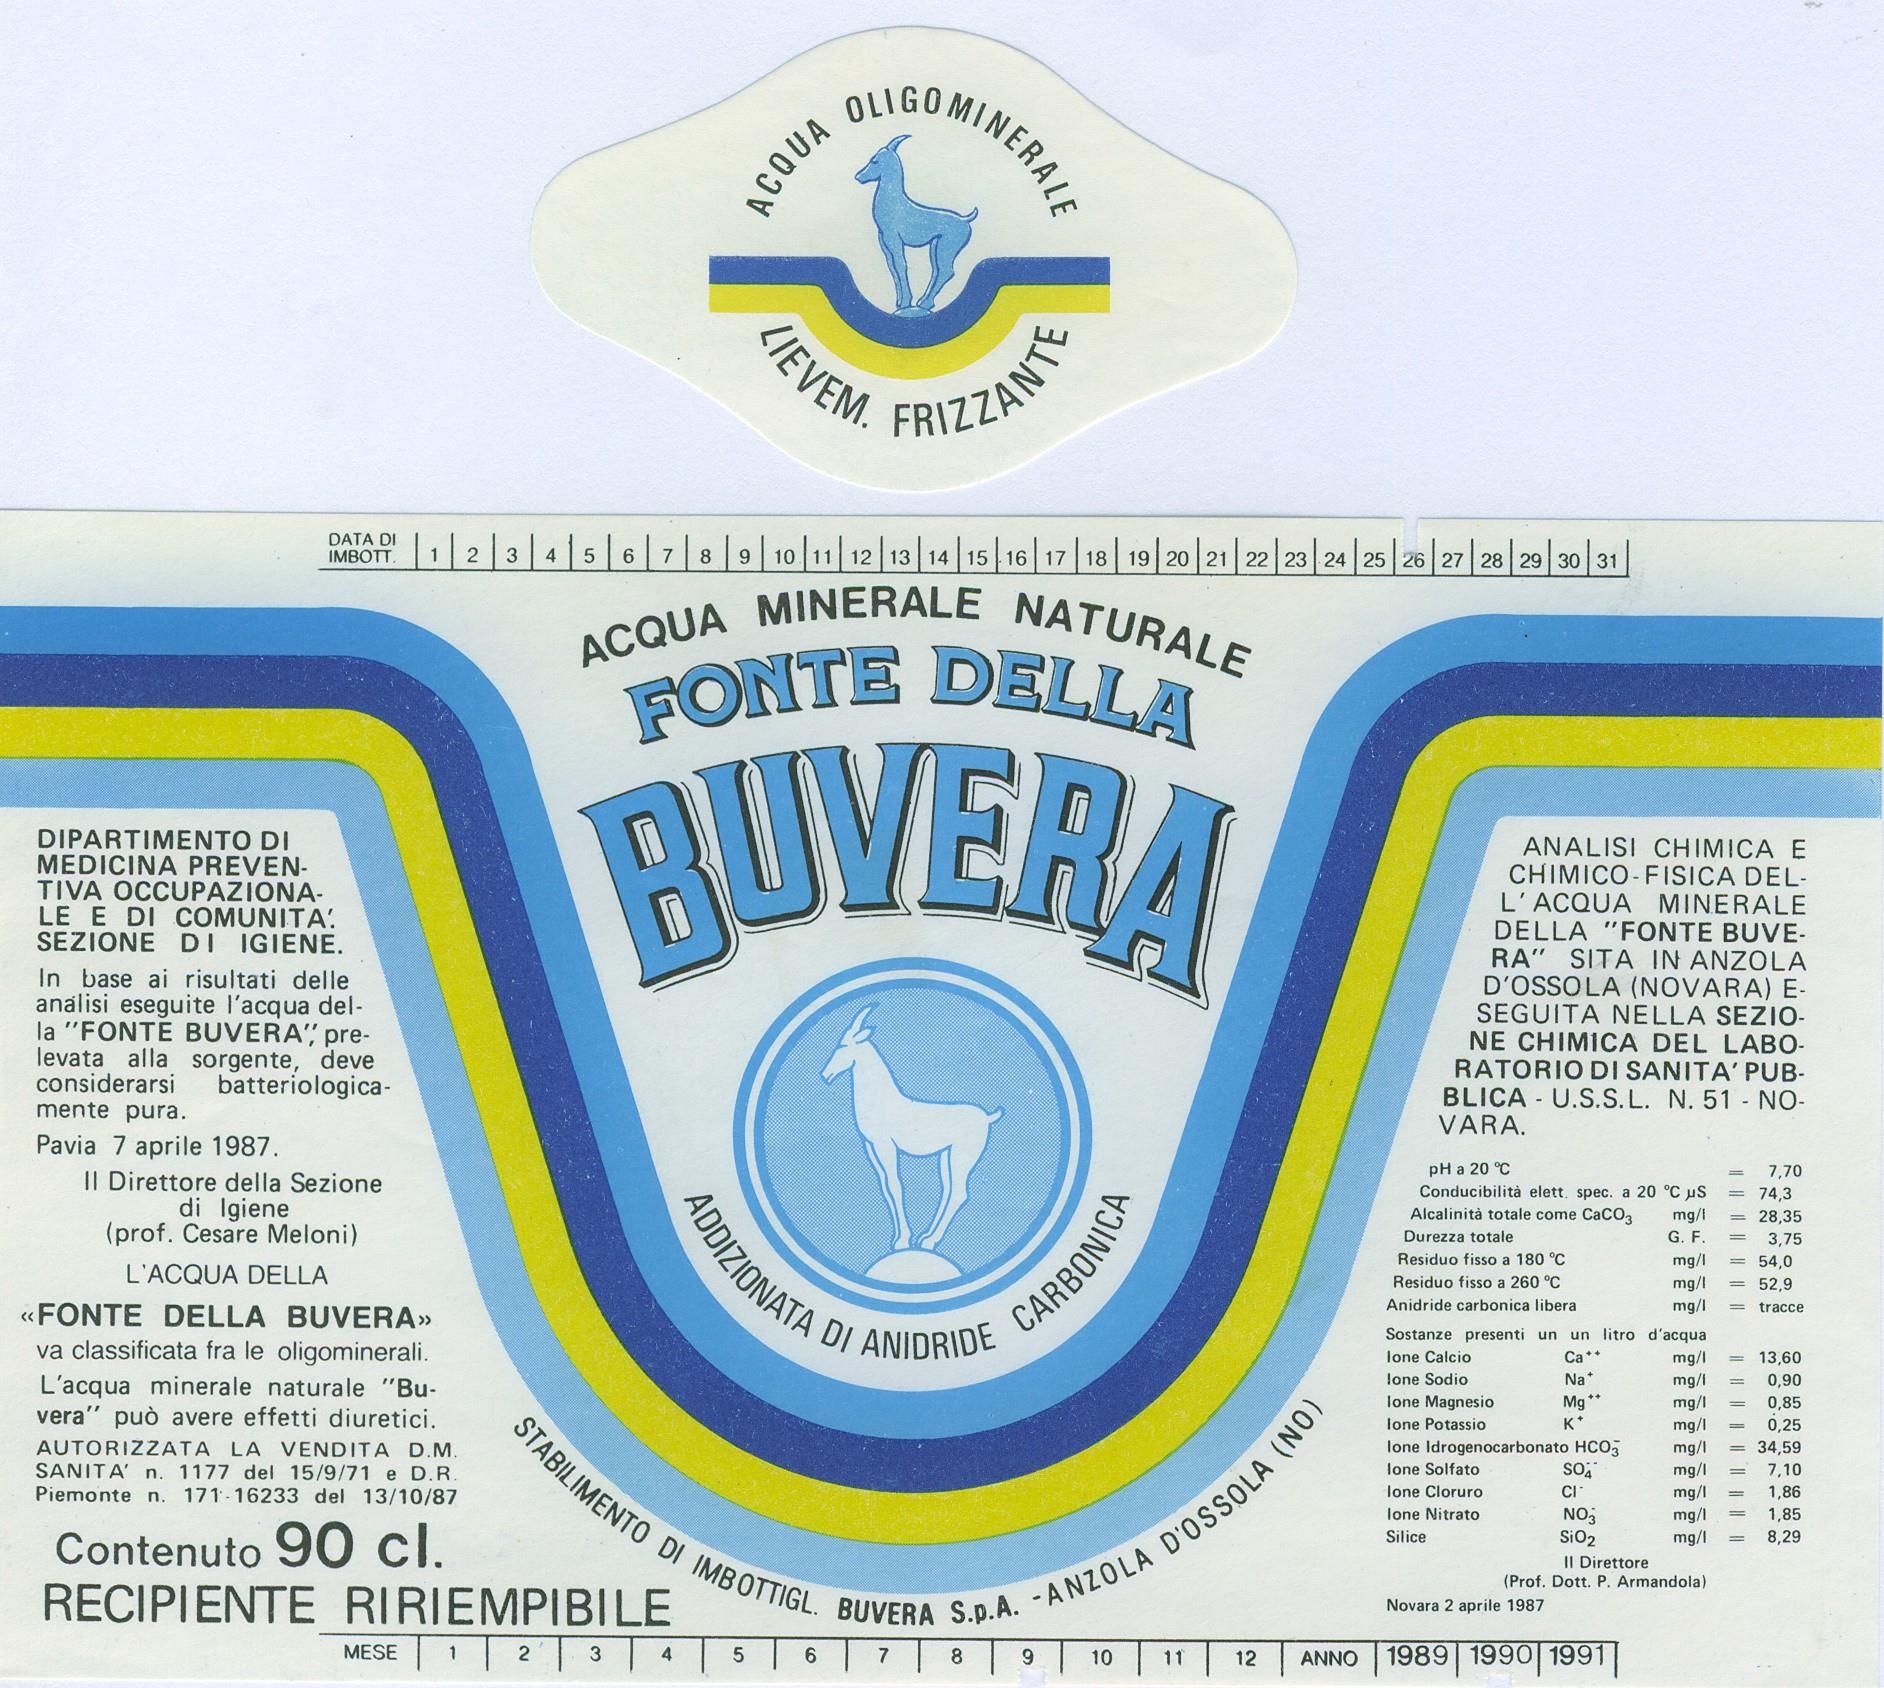 ACQUA OLIGOMINERALE
LIEVEM. FRIZZANTE
DATA DI
IMBOTT. 1 2 3 4 5 6 7 8 9 10 11 12 13 14 15 16 17 18 19 20 21 22 23 24 25 26 27 28 29 30 31
ACQUA MINERALE NATURALE
FONTE DELLA
BUVERA
ADDIZIONATA DI ANIDRIDE CARBONICA
STABILIMENTO DI IMBOTTIGL. BUVERA S.p.A. - ANZOLA D'OSSOLA (NO)
DIPARTIMENTO DI
MEDICINA PREVEN-
TIVA OCCUPAZIONA-
LE E DI COMUNITA'.
SEZIONE DI IGIENE.
In base ai risultati delle
analisi eseguite l'acqua del-
la "FONTE BUVERA", pre-
levata alla sorgente, deve
considerarsi batteriologica-
mente pura.
Pavia 7 aprile 1987.
Il Direttore della Sezione
di Igiene
(prof. Cesare Meloni)
L'ACQUA DELLA
«FONTE DELLA BUVERA»
va classificata fra le oligominerali.
L'acqua minerale naturale "Bu-
vera" può avere effetti diuretici.
AUTORIZZATA LA VENDITA D.M.
SANITA' n. 1177 del 15/9/71 e D.R.
Piemonte n. 171-16233 del 13/10/87
Contenuto 90 cl.
RECIPIENTE RIRIEMPIBILE
ANALISI CHIMICA E
CHIMICO-FISICA DEL-
L'ACQUA MINERALE
DELLA "FONTE BUVE-
RA" SITA IN ANZOLA
D'OSSOLA (NOVARA) E-
SEGUITA NELLA SEZIO-
NE CHIMICA DEL LABO-
RATORIO DI SANITA' PUB-
BLICA - U.S.S.L. N. 51 - NO-
VARA.
pH a 20 °C = 7,70
Conducibilità elett. spec. a 20 °C µS = 74,3
Alcalinità totale come CaCO3 mg/l = 28,35
Durezza totale G. F. = 3,75
Residuo fisso a 180 °C mg/l = 54,0
Residuo fisso a 260 °C mg/l = 52,9
Anidride carbonica libera mg/l = tracce
Sostanze presenti un un litro d'acqua
Ione Calcio Ca++ mg/l = 13,60
Ione Sodio Na+ mg/l = 0,90
Ione Magnesio Mg++ mg/l = 0,85
Ione Potassio K+ mg/l = 0,25
Ione Idrogenocarbonato HCO3- mg/l = 34,59
Ione Solfato SO4-- mg/l = 7,10
Ione Cloruro Cl- mg/l = 1,86
Ione Nitrato NO3- mg/l = 1,85
Silice SiO2 mg/l = 8,29
Il Direttore
(Prof. Dott. P. Armandola)
Novara 2 aprile 1987
MESE 1 2 3 4 5 6 7 8 9 10 11 12 ANNO 1989 1990 1991